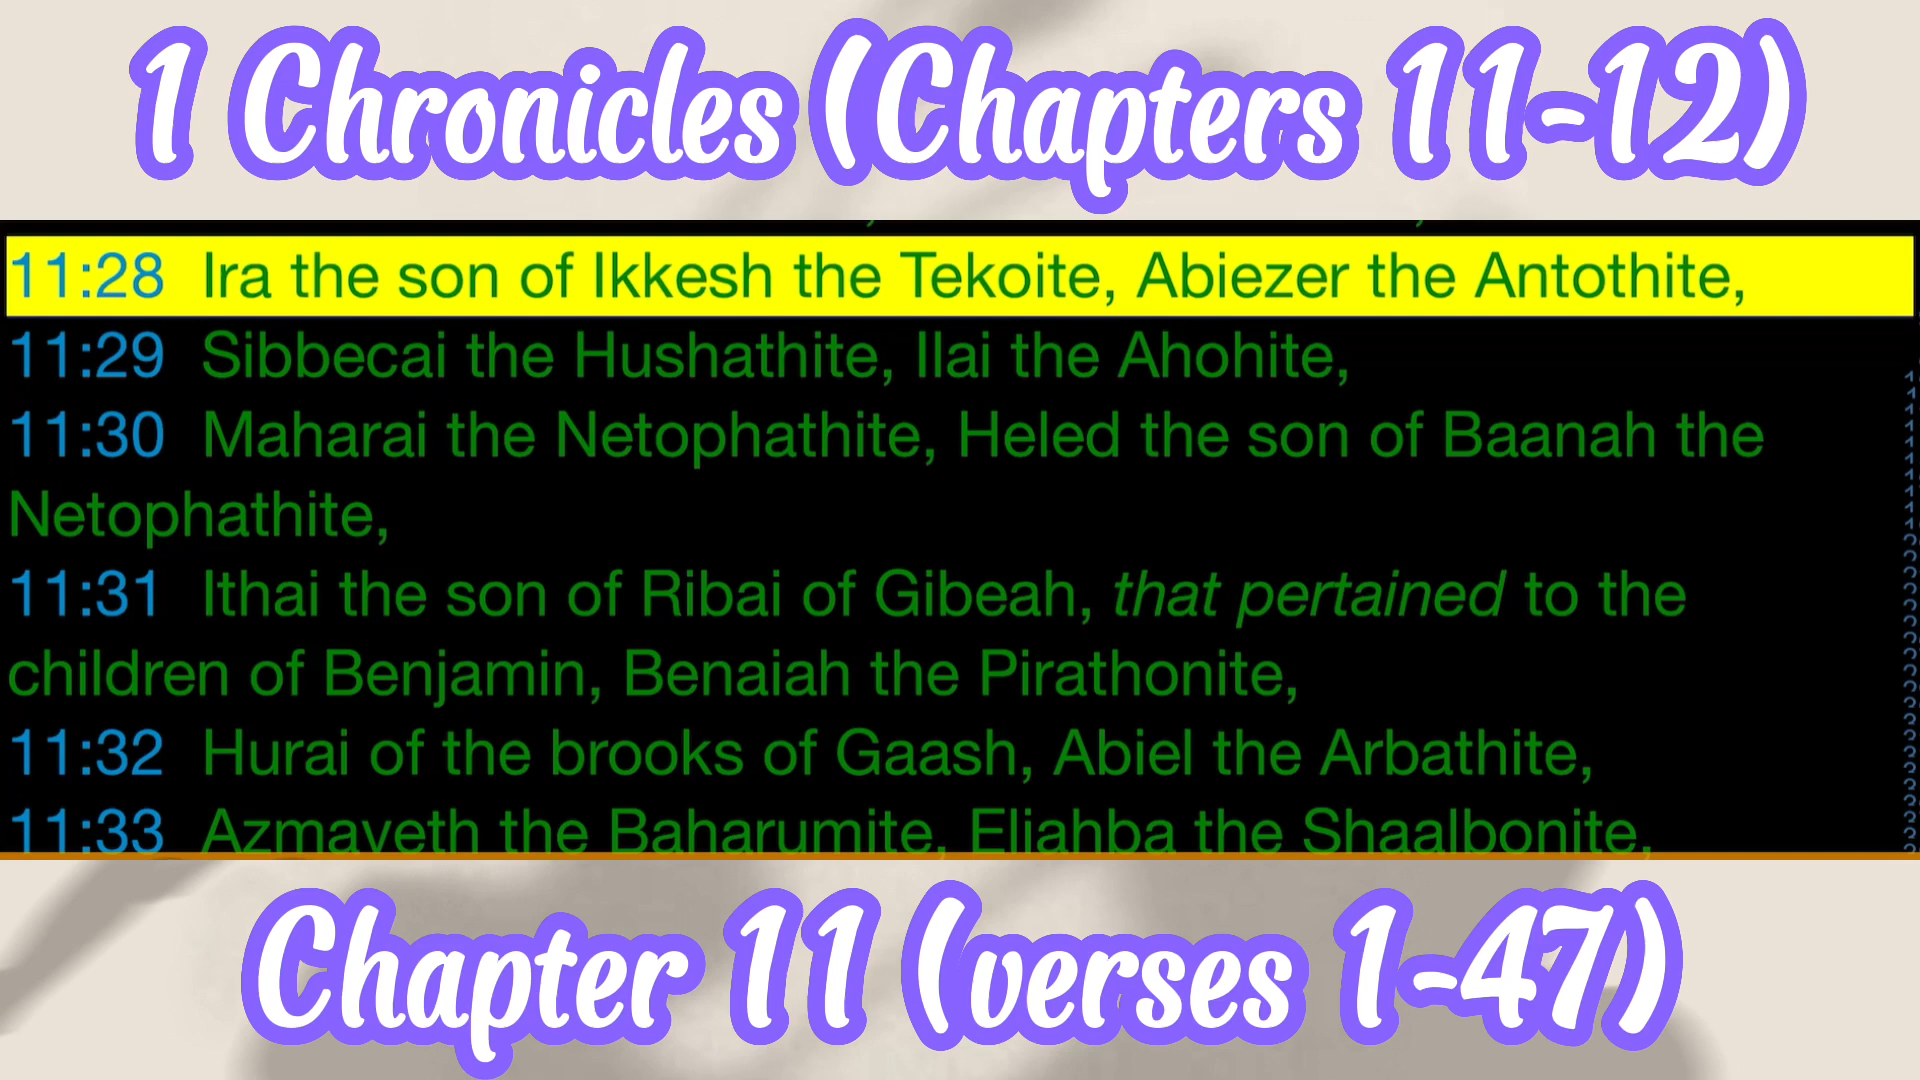 1 Chronicles (Chapters 11-12)
11:28 Ira the son of Ikkesh the Tekoite, Abiezer the Antothite,
11:29 Sibbecai the Hushathite, Ilai the Ahohite,
11:30 Maharai the Netophathite, Heled the son of Baanah the
Netophathite,
11:31 Ithai the son of Ribai of Gibeah, that pertained to the
children of Benjamin, Benaiah the Pirathonite,
11:32 Hurai of the brooks of Gaash, Abiel the Arbathite,
11:33 Azmaveth the Baharumite, Eliahba the Shaalbonite,
Chapter 11 (verses 1-47)